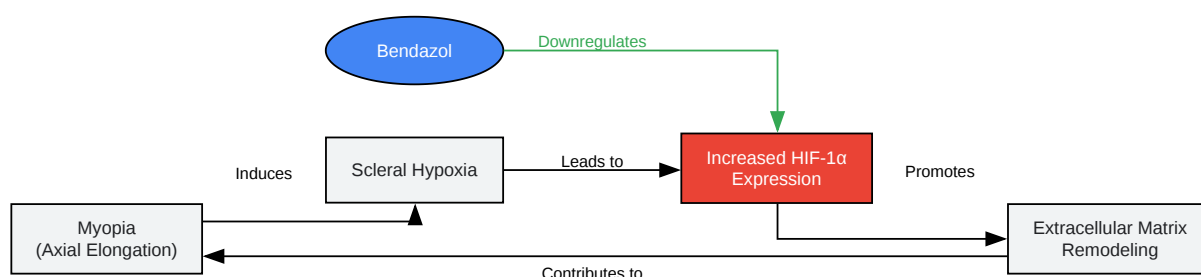 Bendazol
Downregulates
Induces
Scleral Hypoxia
Leads to
Increased HIF-1α
Expression
Promotes
Myopia
(Axial Elongation)
Extracellular Matrix
Remodeling
Contributes to